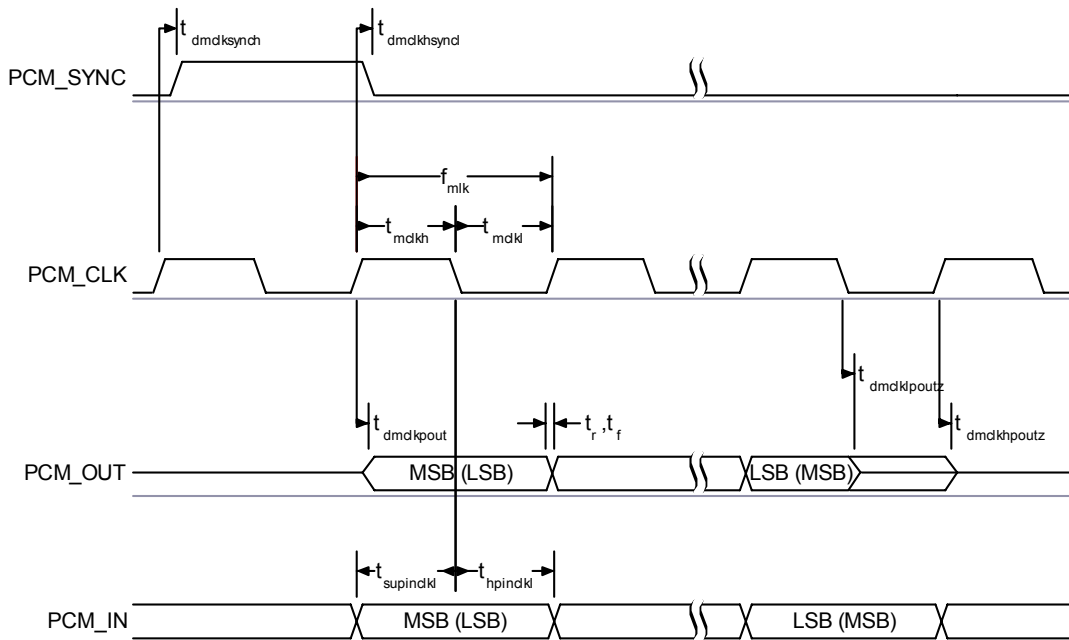 t dmclksynch
t dmclkhsyncl
PCM_SYNC
f mlk
t mclkh
t mclkl
PCM_CLK
t dmclklpoutz
t dmclkpout
t r ,t f
t dmclkhpoutz
PCM_OUT
MSB (LSB)
LSB (MSB)
t supinclkl
t hpinclkl
PCM_IN
MSB (LSB)
LSB (MSB)